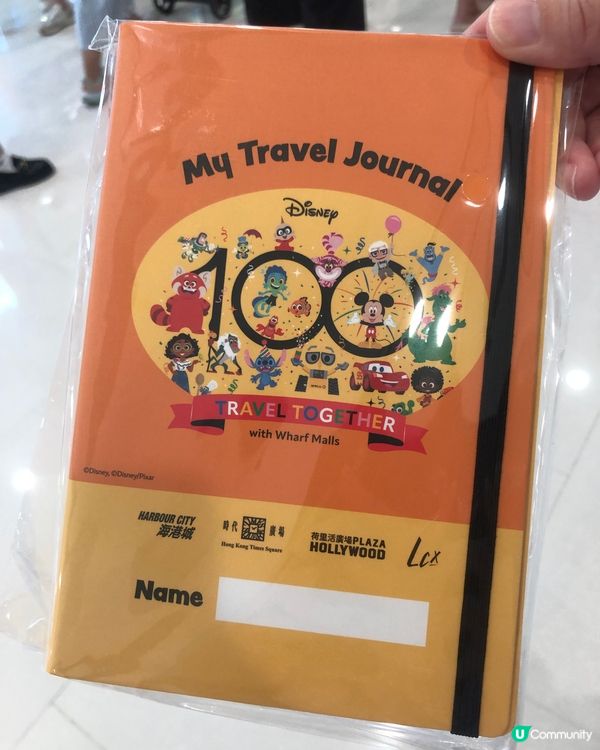 My Travel Journal
Disney
100
TRAVEL TOGETHER
with Wharf Malls
©Disney, ©Disney/Pixar
HARBOUR CITY
海港城
時代廣場
Hong Kong Times Square
荷里活廣場PLAZA
HOLLYWOOD
Lcx
Name
U Community